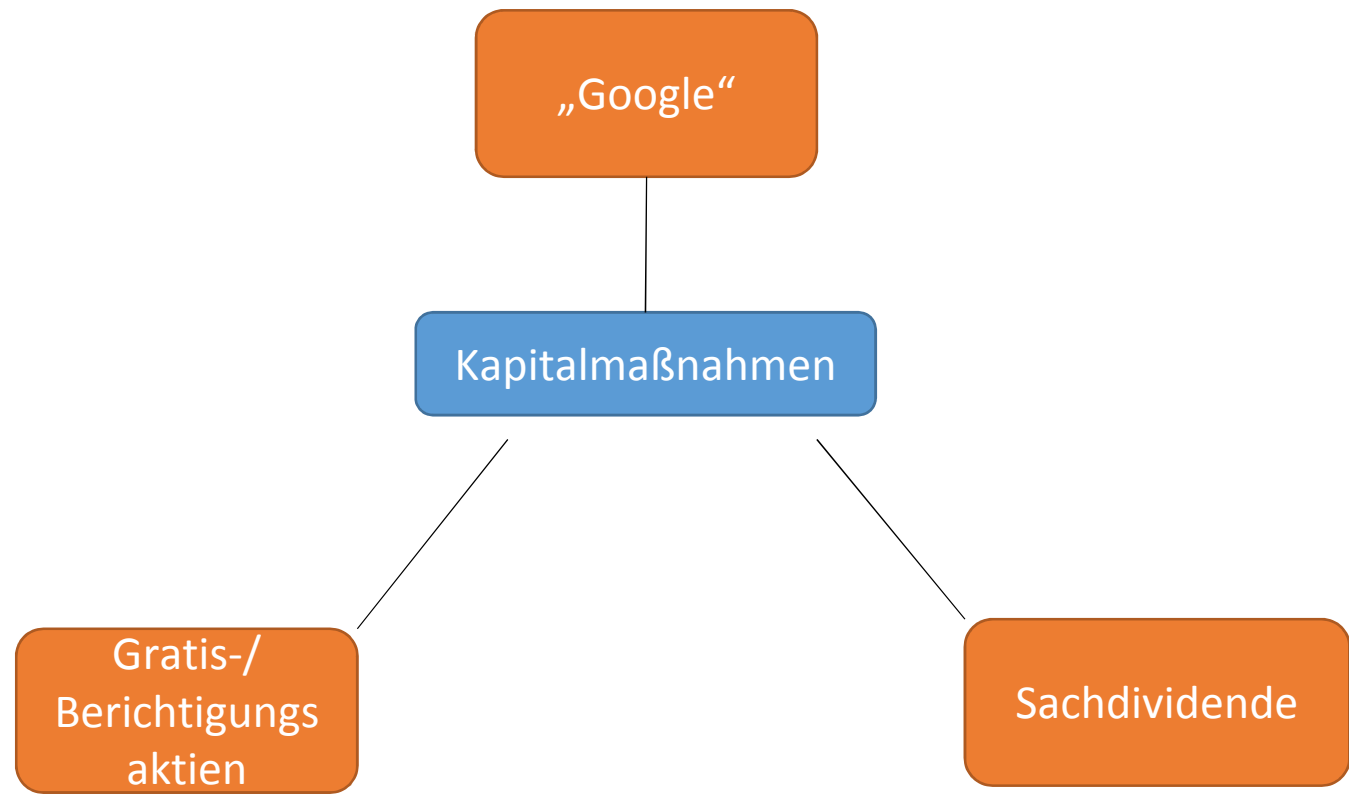 „Google“
Kapitalmaßnahmen
Gratis-/
Berichtigungs
aktien
Sachdividende